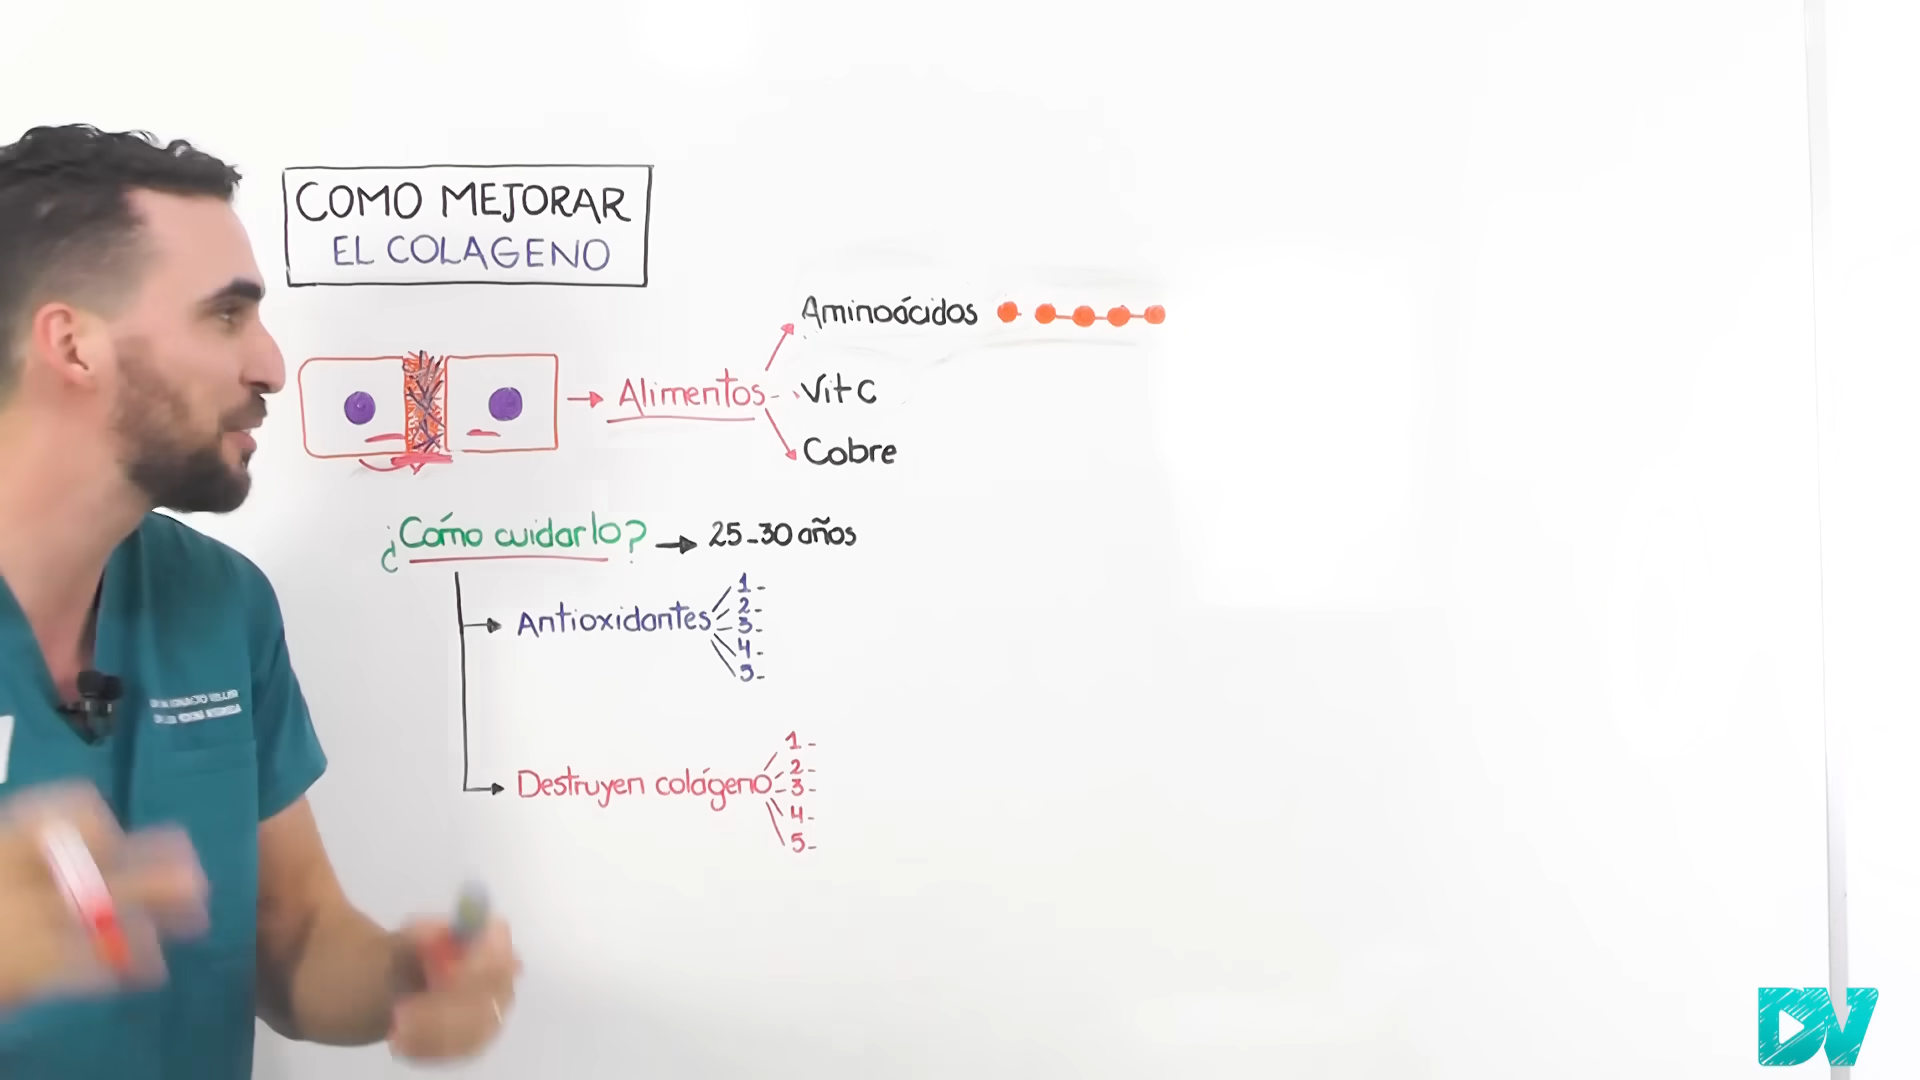 COMO MEJORAR
EL COLAGENO
Aminoácidos
Alimentos
Vit C
Cobre
¿Cómo cuidarlo?
25-30 años
Antioxidantes
1-
2-
3-
4-
5-
Destruyen colágeno
1-
2-
3-
4-
5-
DV